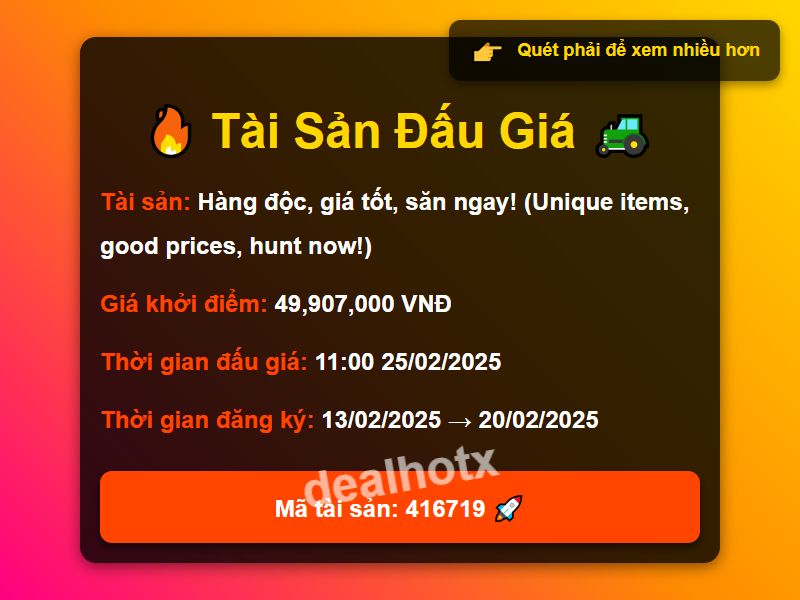 👉 Quét phải để xem nhiều hơn
🔥 Tài Sản Đấu Giá 🚜
Tài sản: Hàng độc, giá tốt, săn ngay! (Unique items,
good prices, hunt now!)
Giá khởi điểm: 49,907,000 VNĐ
Thời gian đấu giá: 11:00 25/02/2025
Thời gian đăng ký: 13/02/2025 → 20/02/2025
dealhotx
Mã tài sản: 416719 🚀